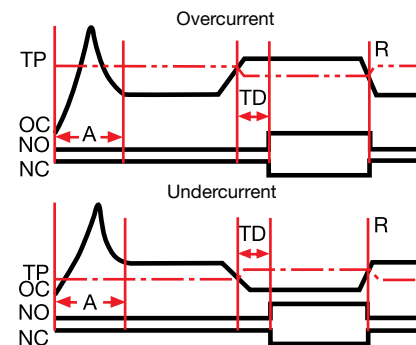 Overcurrent
TP
R
TD
OC
A
NO
NC
Undercurrent
TD
R
TP
OC
A
NO
NC